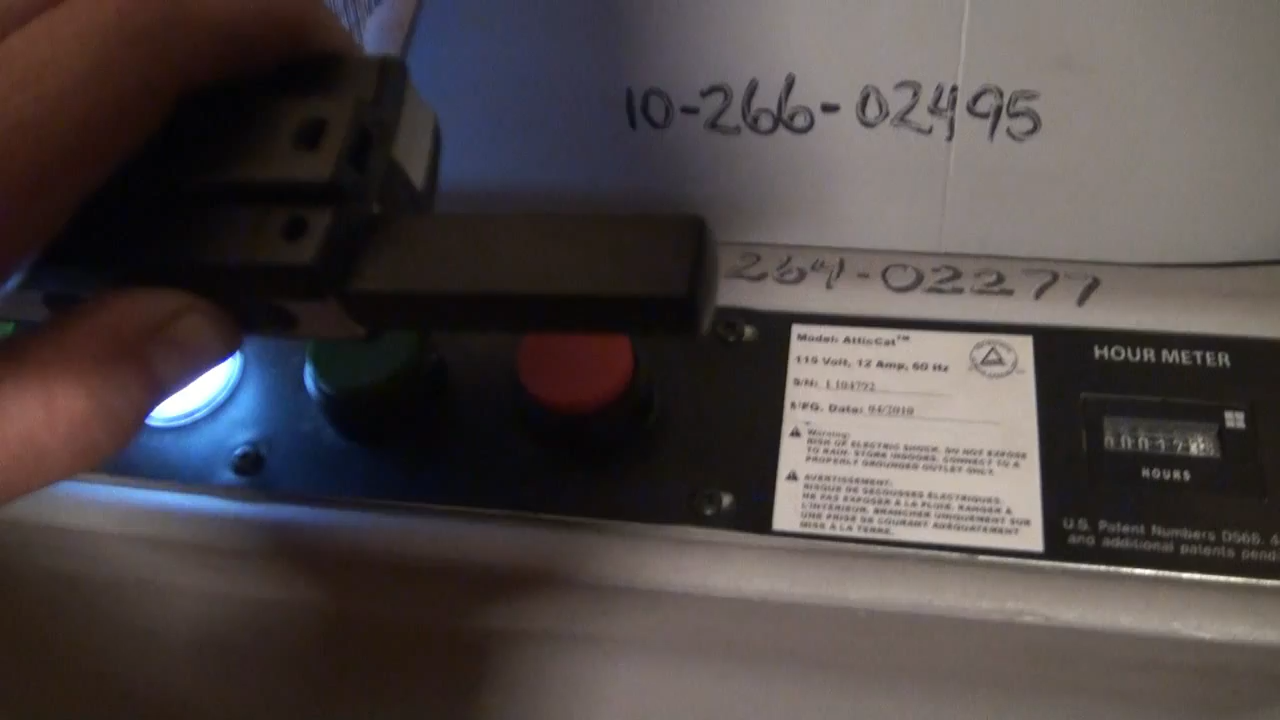 10-266-02495
264-02277
Model: AtticCat™
115 Volt, 12 Amp, 60 Hz
S/N:
MFG. Date: 04/2010
Warning:
RISK OF ELECTRIC SHOCK. DO NOT EXPOSE
TO RAIN. STORE INDOORS. CONNECT TO A
PROPERLY GROUNDED OUTLET ONLY.
AVERTISSEMENT:
RISQUE DE SECOUSSES ÉLECTRIQUES.
NE PAS EXPOSER À LA PLUIE. RANGER À
L'INTÉRIEUR. BRANCHER UNIQUEMENT SUR
UNE PRISE DE COURANT ADÉQUATEMENT
MISE À LA TERRE.
HOUR METER
HOURS
U.S. Patent Numbers D568, 4
and additional patents pend